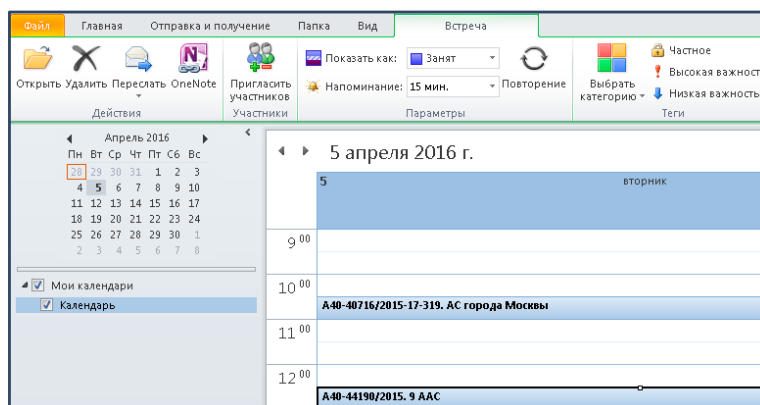 Файл Главная Отправка и получение Папка Вид Встреча
Открыть Удалить Переслать OneNote
Действия
Пригласить участников
Участники
Показать как: Занят
Напоминание: 15 мин.
Повторение
Параметры
Выбрать категорию
Частное
! Высокая важност
Низкая важность
Теги
Апрель 2016
Пн Вт Ср Чт Пт Сб Вс
28 29 30 31 1 2 3
4 5 6 7 8 9 10
11 12 13 14 15 16 17
18 19 20 21 22 23 24
25 26 27 28 29 30 1
2 3 4 5 6 7 8
Мои календари
Календарь
5 апреля 2016 г.
5 вторник
9 00
10 00
А40-40716/2015-17-319. АС города Москвы
11 00
12 00
А40-44190/2015. 9 ААС